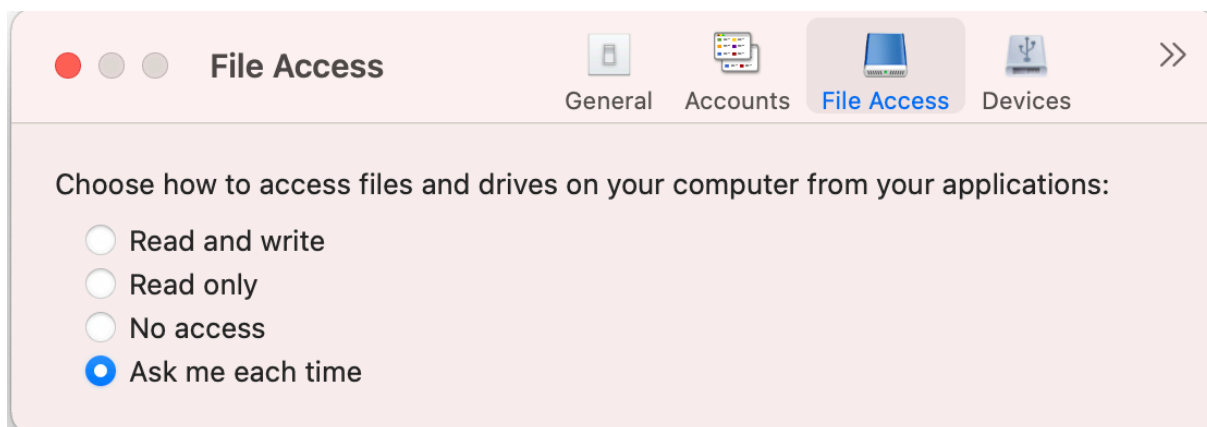 File Access
General Accounts File Access Devices
Choose how to access files and drives on your computer from your applications:
Read and write
Read only
No access
Ask me each time